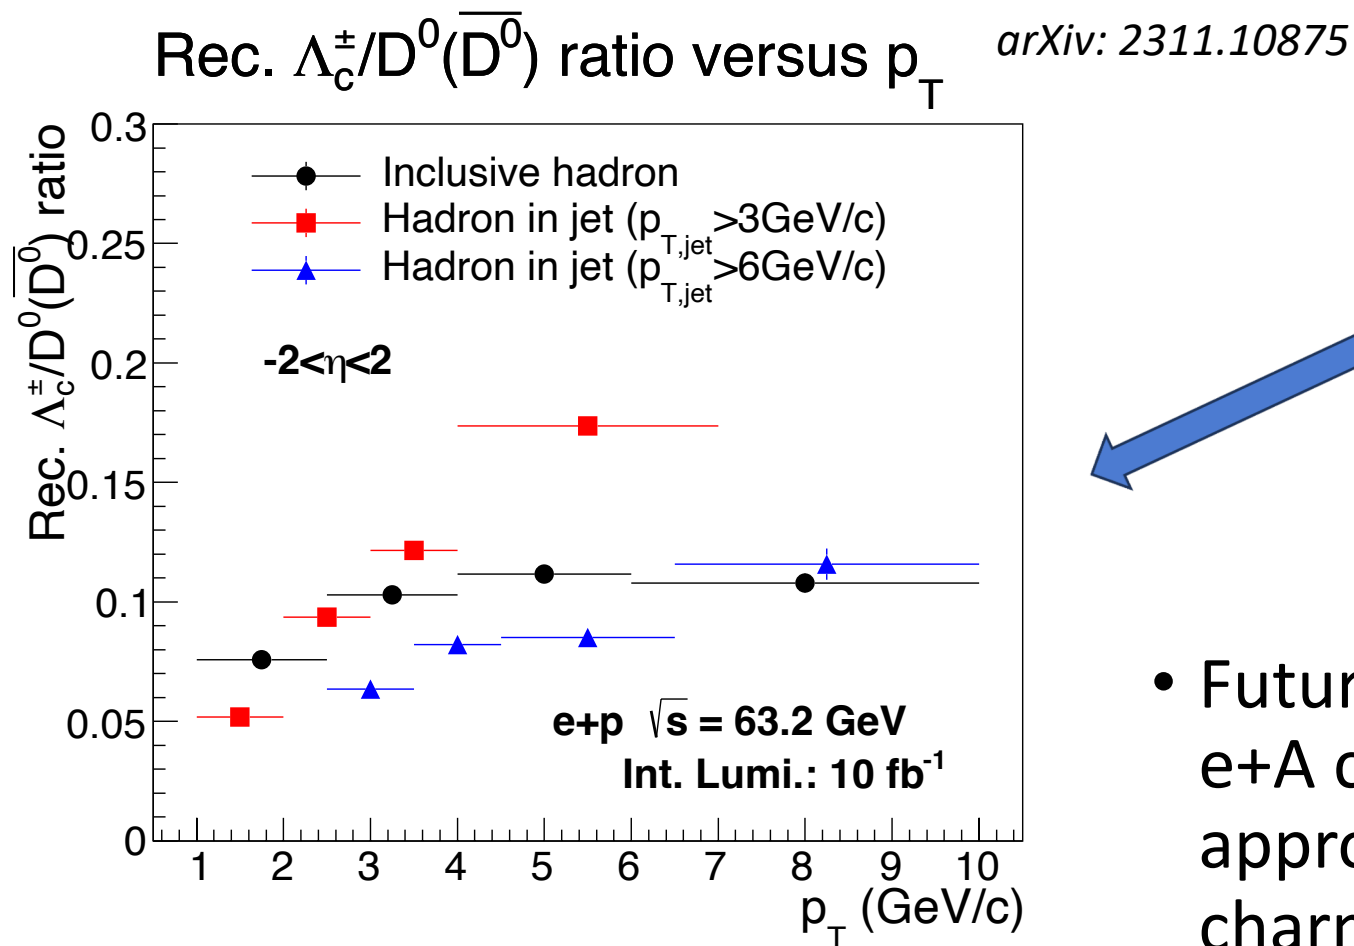 Rec. Λc±/D⁰(D̅⁰) ratio versus pT
arXiv: 2311.10875
Rec. Λc±/D⁰(D̅⁰) ratio
0.3
0.25
0.2
0.15
0.1
0.05
0
Inclusive hadron
Hadron in jet (pT,jet>3GeV/c)
Hadron in jet (pT,jet>6GeV/c)
-2<η<2
e+p √s = 63.2 GeV
Int. Lumi.: 10 fb⁻¹
1 2 3 4 5 6 7 8 9 10
pT (GeV/c)
• Futur
e+A
appro